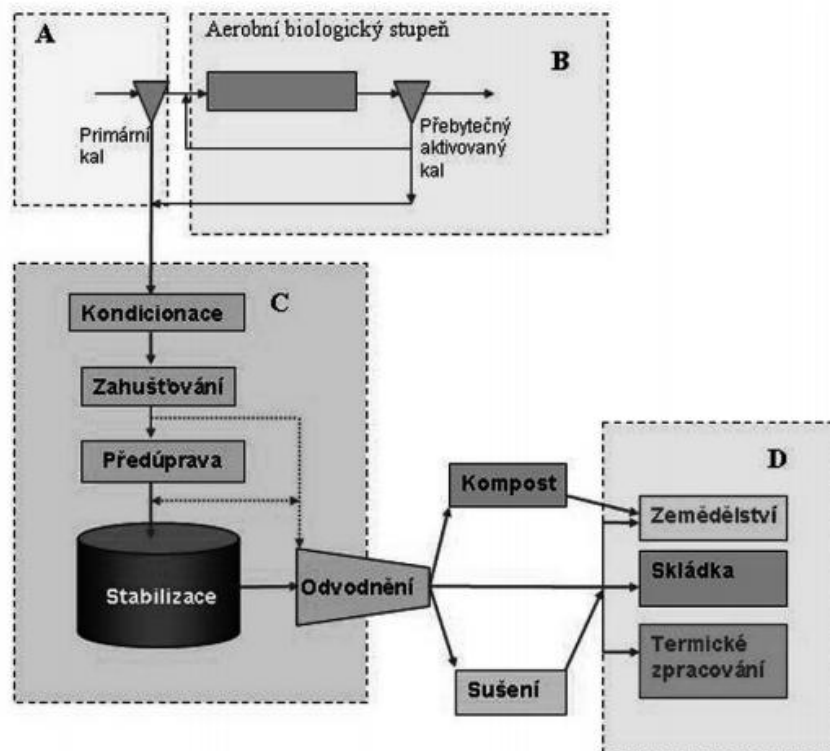 A
Aerobní biologický stupeň
B
Primární
kal
Přebytečný
aktivovaný
kal
C
Kondicionace
Zahušťování
Předúprava
Stabilizace
Odvodnění
Kompost
Sušení
D
Zemědělství
Skládka
Termické
zpracování